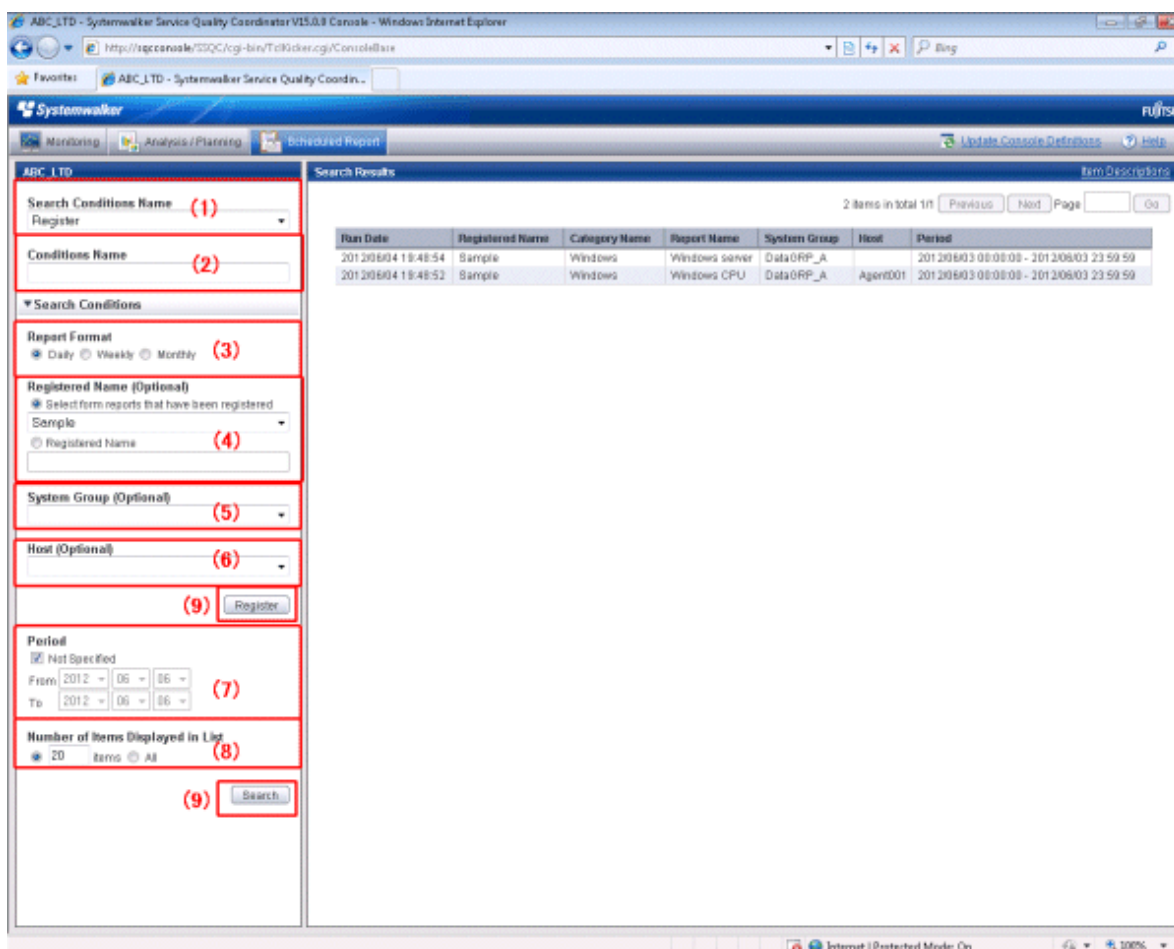 ABC_LTD - Systemwalker Service Quality Coordinator V15.0.0 Console - Windows Internet Explorer
http://sqcconsole/SSQC/cgi-bin/TclKicker.cgi/ConsoleBase
Bing
Favorites ABC_LTD - Systemwalker Service Quality Coordin...
Systemwalker
Monitoring Analysis / Planning Scheduled Report Update Console Definitions Help
ABC_LTD
Search Conditions Name (1)
Register
Conditions Name (2)
▼Search Conditions
Report Format
Daily Weekly Monthly (3)
Registered Name (Optional)
Select form reports that have been registered
Sample
Registered Name (4)
System Group (Optional)
(5)
Host (Optional)
(6)
(9) Register
Period
Not Specified
From 2012 06 06
To 2012 06 06
(7)
Number of Items Displayed in List
20 items All (8)
(9) Search
Search Results Item Descriptions
2 items in total 1/1 Previous Next Page Go
Run Date Registered Name Category Name Report Name System Group Host Period
2012/06/04 19:48:54 Sample Windows Windows server DataGRP_A 2012/06/03 00:00:00 - 2012/06/03 23:59:59
2012/06/04 19:48:52 Sample Windows Windows CPU DataGRP_A Agent001 2012/06/03 00:00:00 - 2012/06/03 23:59:59
Internet | Protected Mode: On 100%